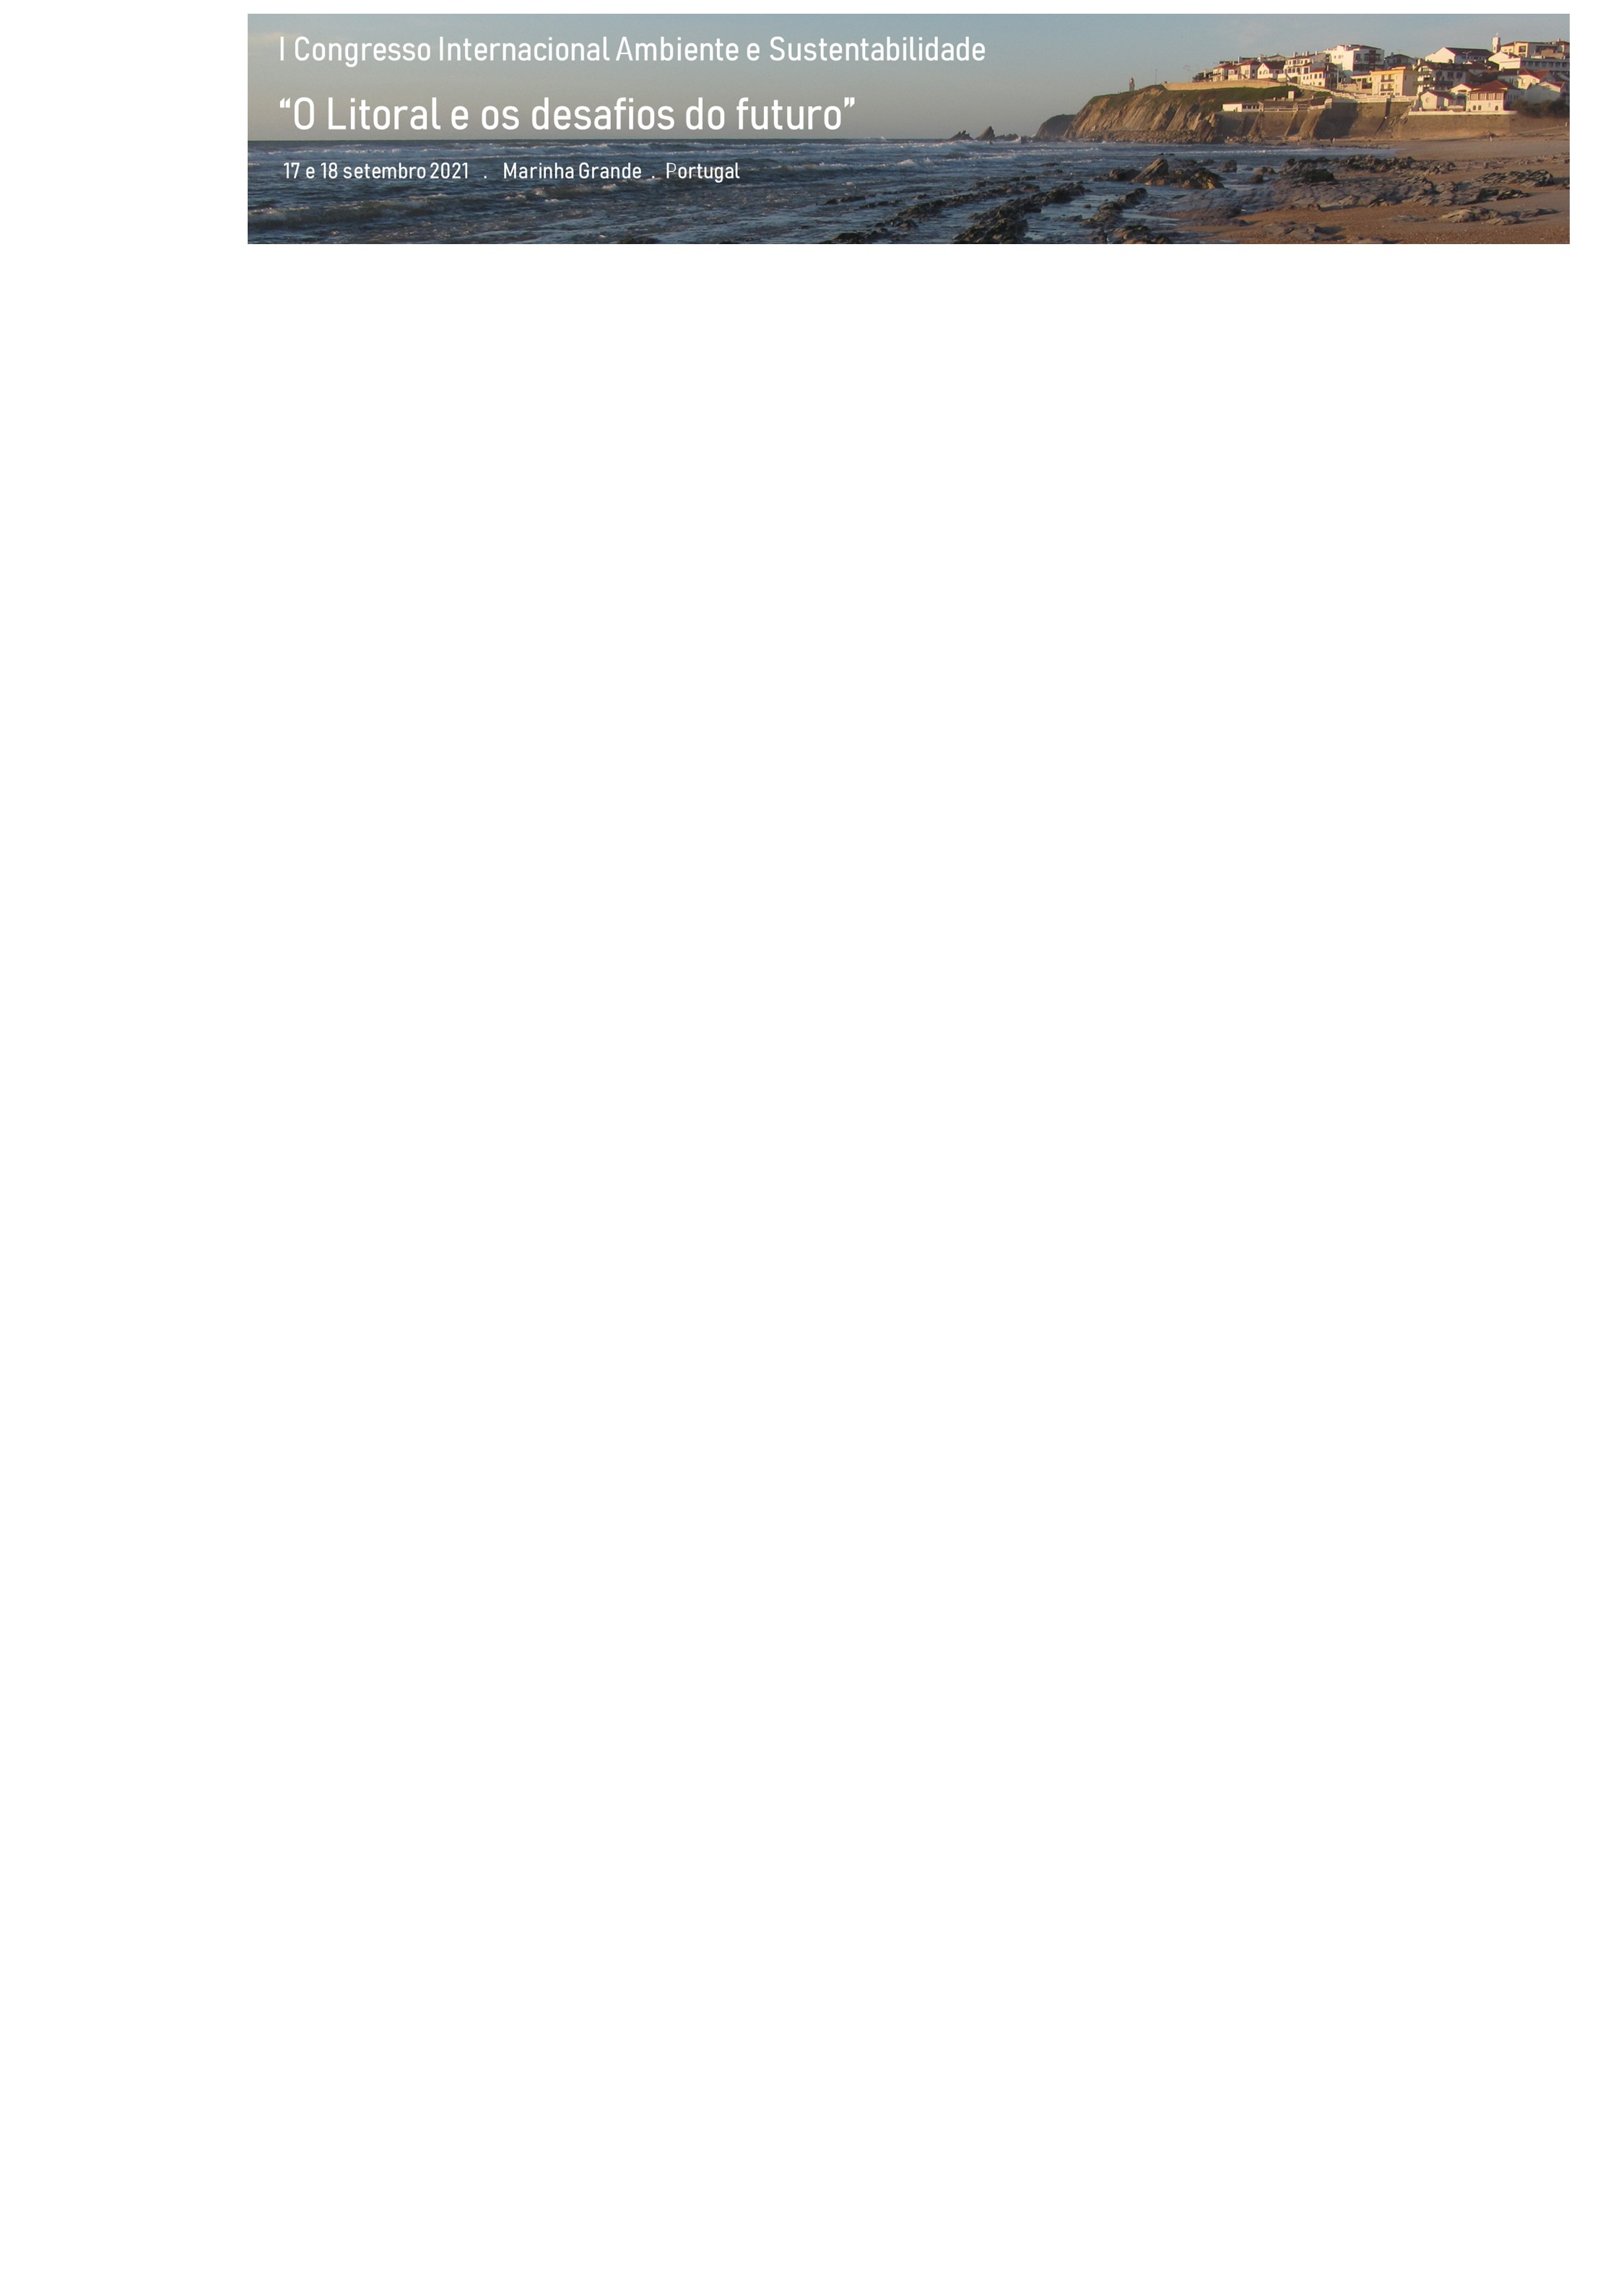 I Congresso Internacional Ambiente e Sustentabilidade
“O Litoral e os desafios do futuro”
17 e 18 setembro 2021 . Marinha Grande . Portugal